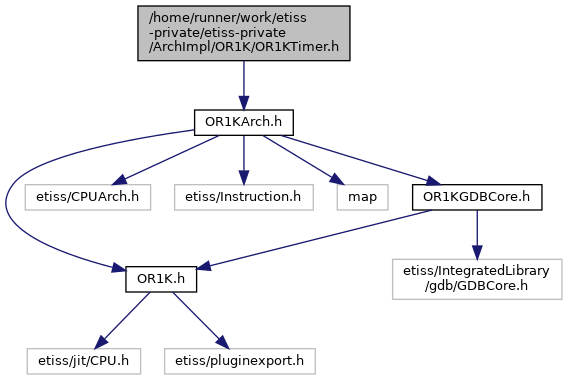 /home/runner/work/etiss
-private/etiss-private
/ArchImpl/OR1K/OR1KTimer.h
OR1KArch.h
etiss/CPUArch.h
etiss/Instruction.h
map
OR1KGDBCore.h
OR1K.h
etiss/IntegratedLibrary
/gdb/GDBCore.h
etiss/jit/CPU.h
etiss/pluginexport.h